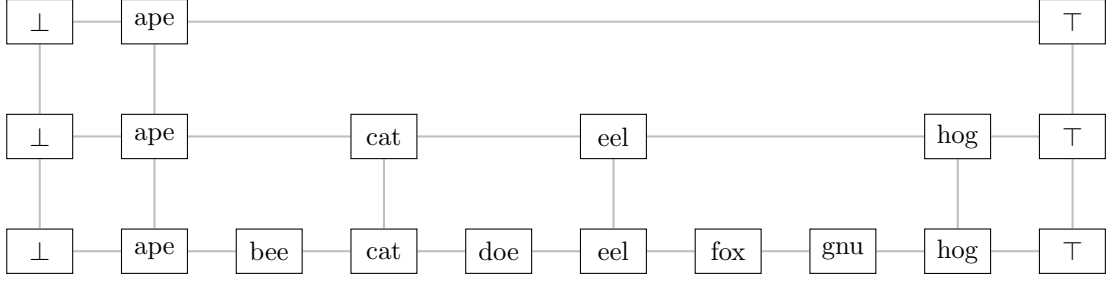 ⊥ ape ⊤
⊥ ape cat eel hog ⊤
⊥ ape bee cat doe eel fox gnu hog ⊤